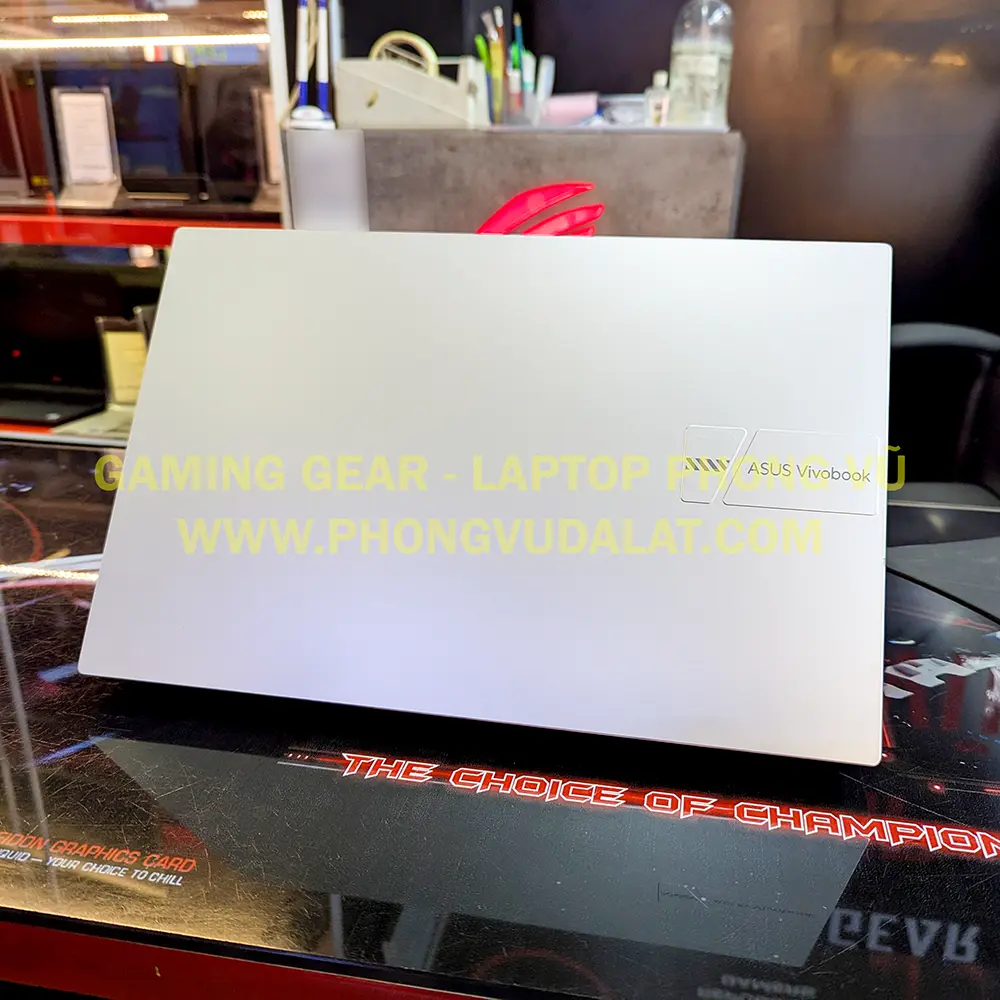 ASUS Vivobook
GAMING GEAR - LAPTOP PHONG VŨ
WWW.PHONGVUDALAT.COM
THE CHOICE OF CHAMPION
GRAPHICS CARD
YOUR CHOICE TO CHILL
GEAR